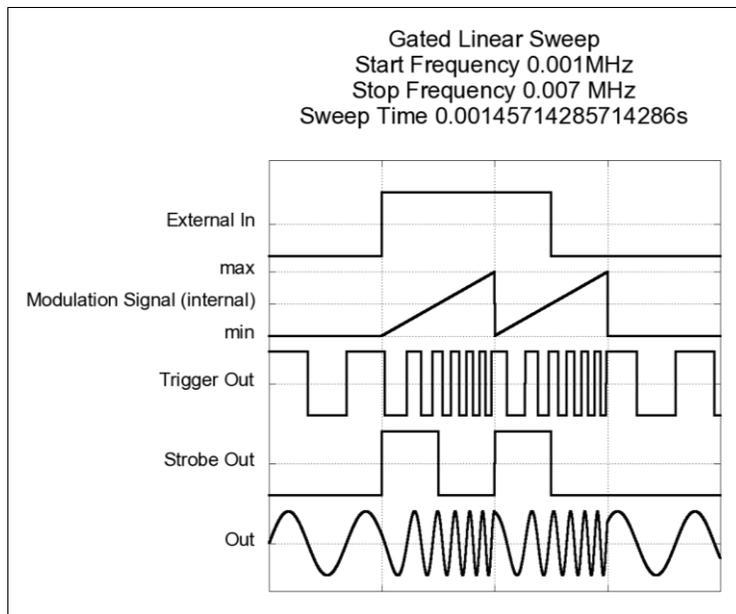 Gated Linear Sweep
Start Frequency 0.001MHz
Stop Frequency 0.007 MHz
Sweep Time 0.00145714285714286s
External In
max
Modulation Signal (internal)
min
Trigger Out
Strobe Out
Out